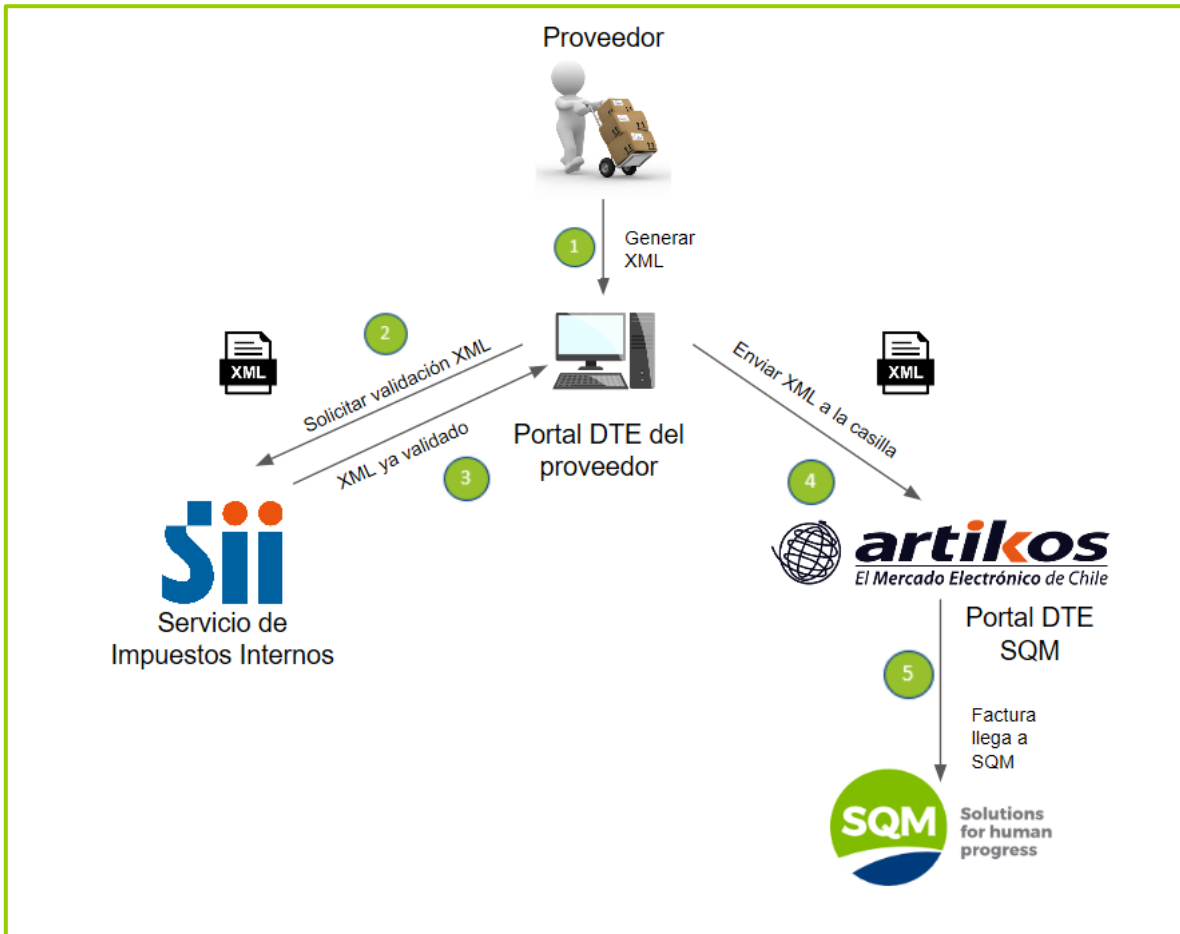 Proveedor
1
Generar
XML
2
XML
Solicitar validación XML
XML ya validado
3
Portal DTE del
proveedor
Enviar XML a la casilla
XML
4
Sii
Servicio de
Impuestos Internos
artikos
El Mercado Electrónico de Chile
Portal DTE
SQM
5
Factura
llega a
SQM
SQM
Solutions
for human
progress